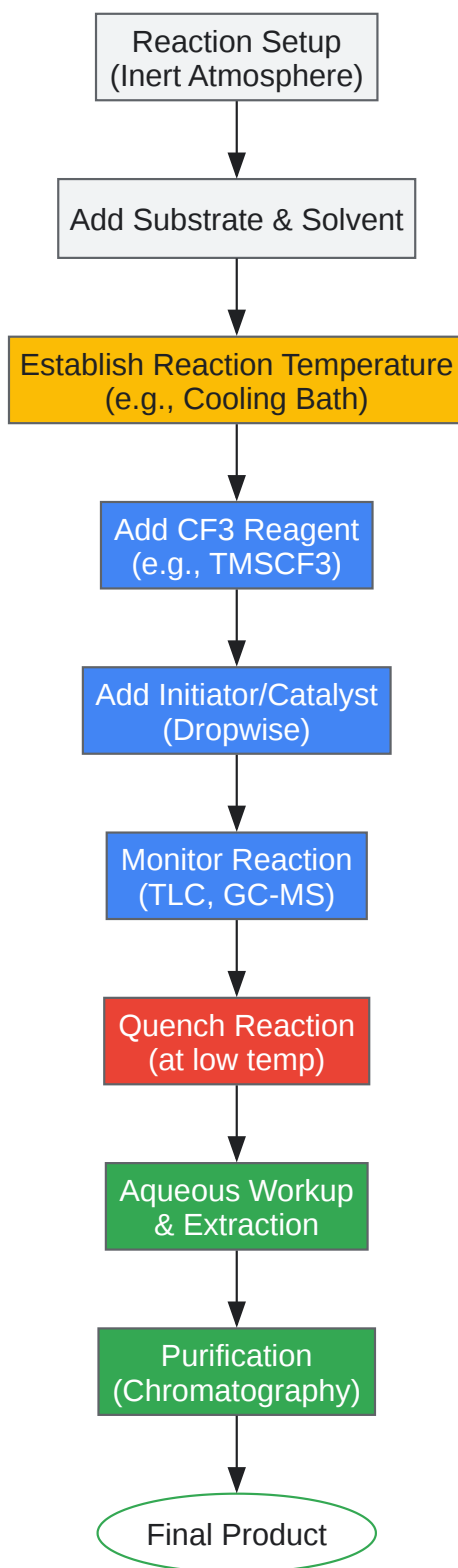 Reaction Setup
(Inert Atmosphere)
Add Substrate & Solvent
Establish Reaction Temperature
(e.g., Cooling Bath)
Add CF3 Reagent
(e.g., TMSCF3)
Add Initiator/Catalyst
(Dropwise)
Monitor Reaction
(TLC, GC-MS)
Quench Reaction
(at low temp)
Aqueous Workup
& Extraction
Purification
(Chromatography)
Final Product